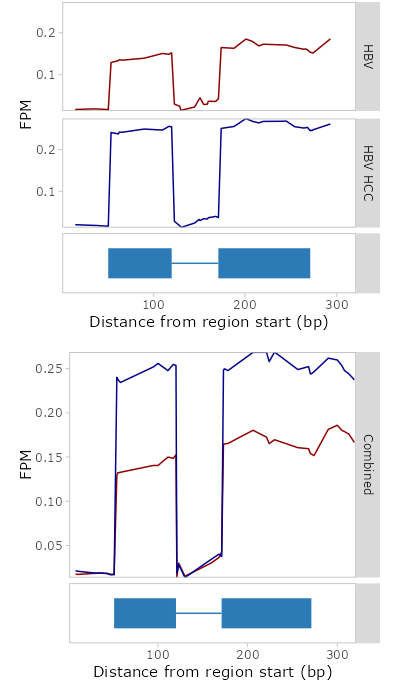 0.2
0.1
HBV
FPM
0.2
0.1
HBV HCC
100 200 300
Distance from region start (bp)
0.25
0.20
0.15
0.10
0.05
FPM
Combined
100 200 300
Distance from region start (bp)